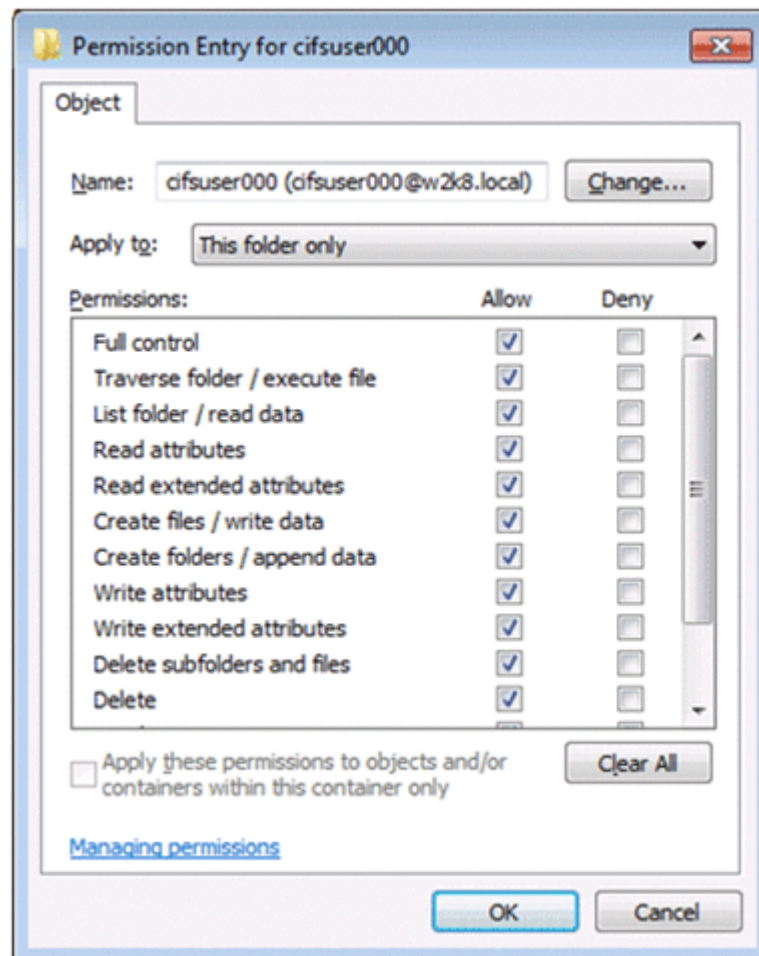 Permission Entry for cifsuser000
Object
Name: cifsuser000 (cifsuser000@w2k8.local) Change...
Apply to: This folder only
Permissions: Allow Deny
Full control
Traverse folder / execute file
List folder / read data
Read attributes
Read extended attributes
Create files / write data
Create folders / append data
Write attributes
Write extended attributes
Delete subfolders and files
Delete
Apply these permissions to objects and/or Clear All
containers within this container only
Managing permissions
OK Cancel